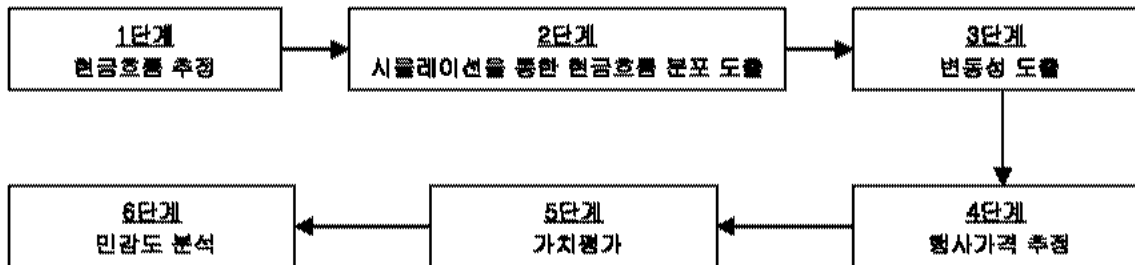 1단계
현금흐름 추정
2단계
시뮬레이션을 통한 현금흐름 분포 도출
3단계
변동성 도출
4단계
행사가격 추정
5단계
가치평가
6단계
민감도 분석